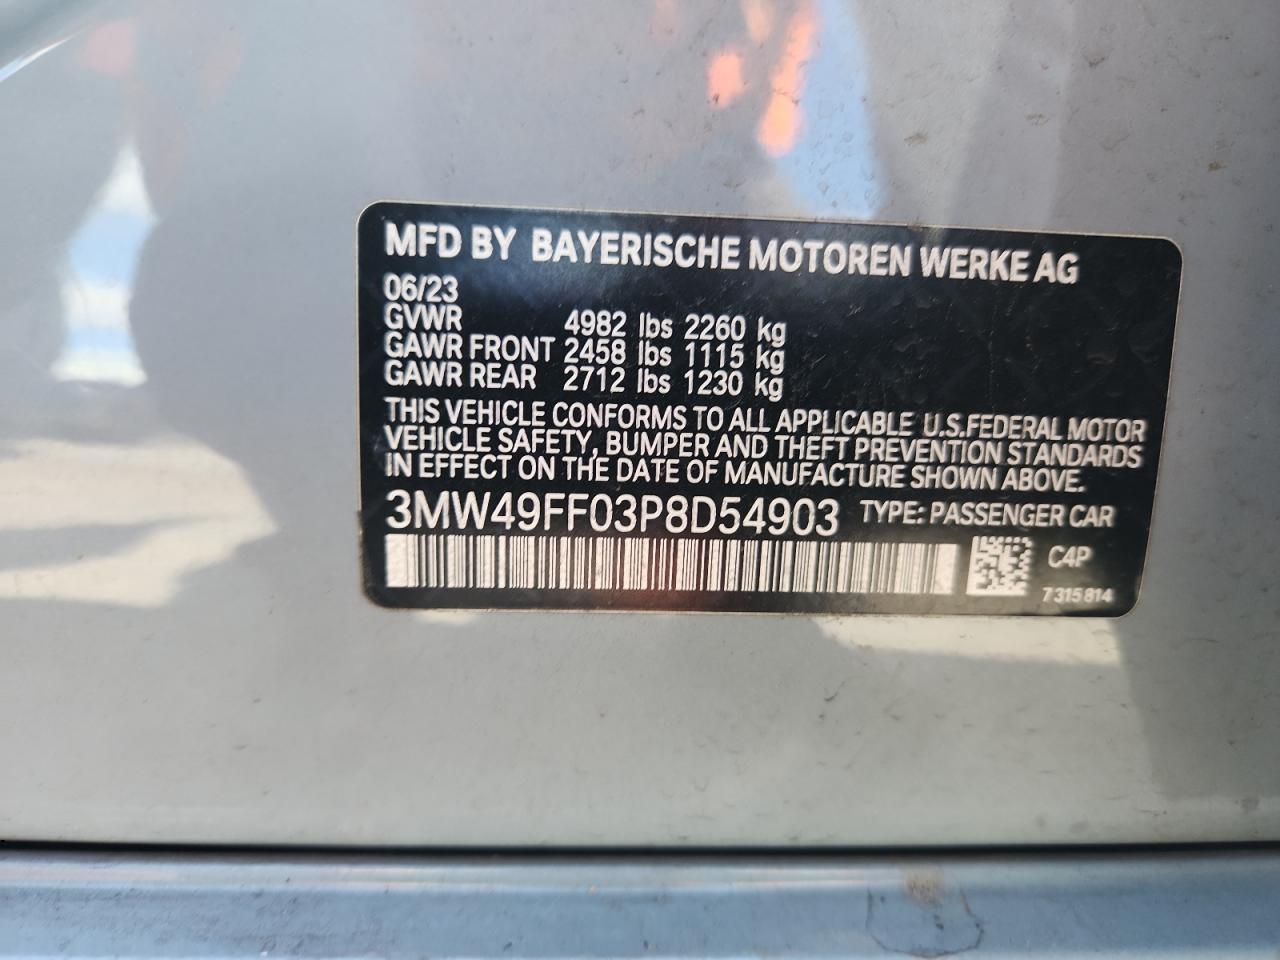 MFD BY BAYERISCHE MOTOREN WERKE AG
06/23
GVWR 4982 lbs 2260 kg
GAWR FRONT 2458 lbs 1115 kg
GAWR REAR 2712 lbs 1230 kg
THIS VEHICLE CONFORMS TO ALL APPLICABLE U.S.FEDERAL MOTOR
VEHICLE SAFETY, BUMPER AND THEFT PREVENTION STANDARDS
IN EFFECT ON THE DATE OF MANUFACTURE SHOWN ABOVE.
3MW49FF03P8D54903 TYPE: PASSENGER CAR
C4P
7315814